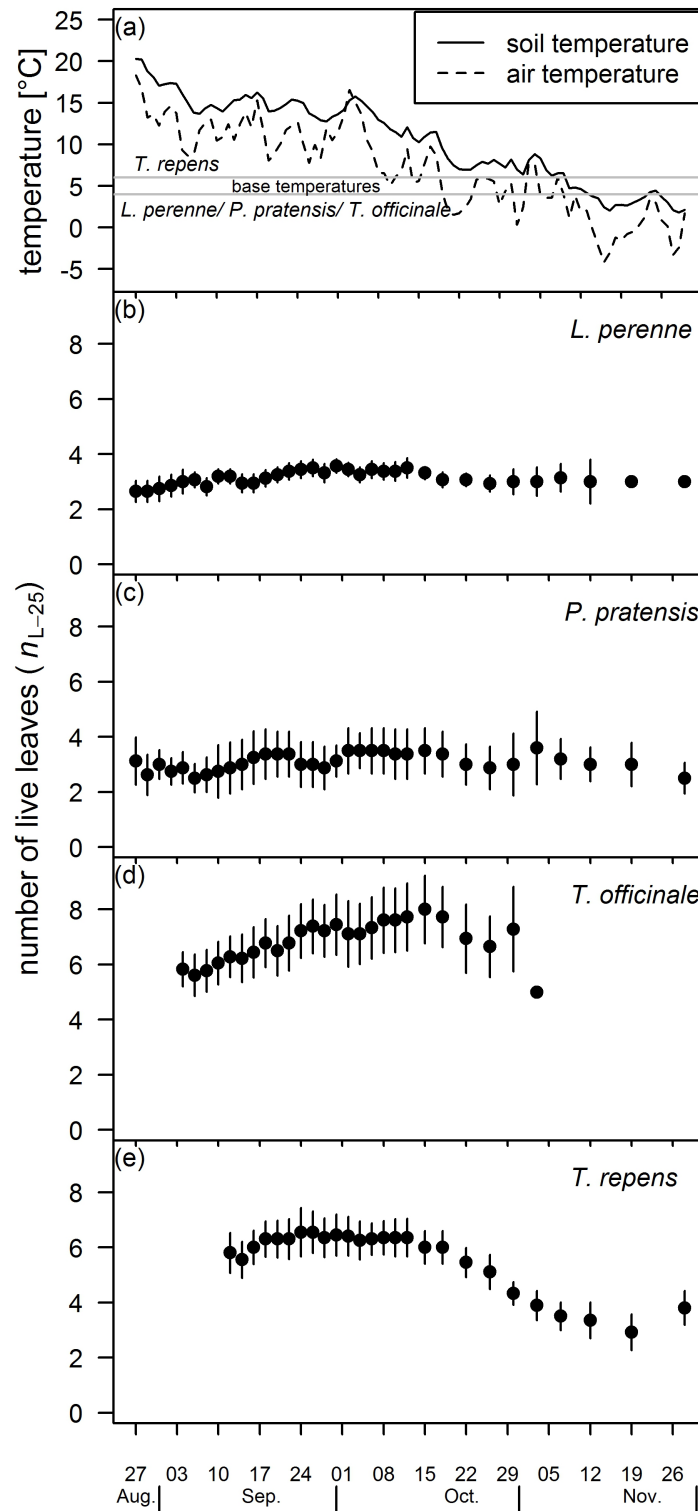 (a)
soil temperature
air temperature
25
20
15
10
5
0
-5
temperature [°C]
T. repens
base temperatures
L. perenne/ P. pratensis/ T. officinale
(b)
L. perenne
8
6
4
2
0
(c)
P. pratensis
8
6
4
2
0
number of live leaves ( nL−25)
(d)
T. officinale
8
6
4
2
0
(e)
T. repens
8
6
4
2
0
27 03 10 17 24 01 08 15 22 29 05 12 19 26
Aug. Sep. Oct. Nov.